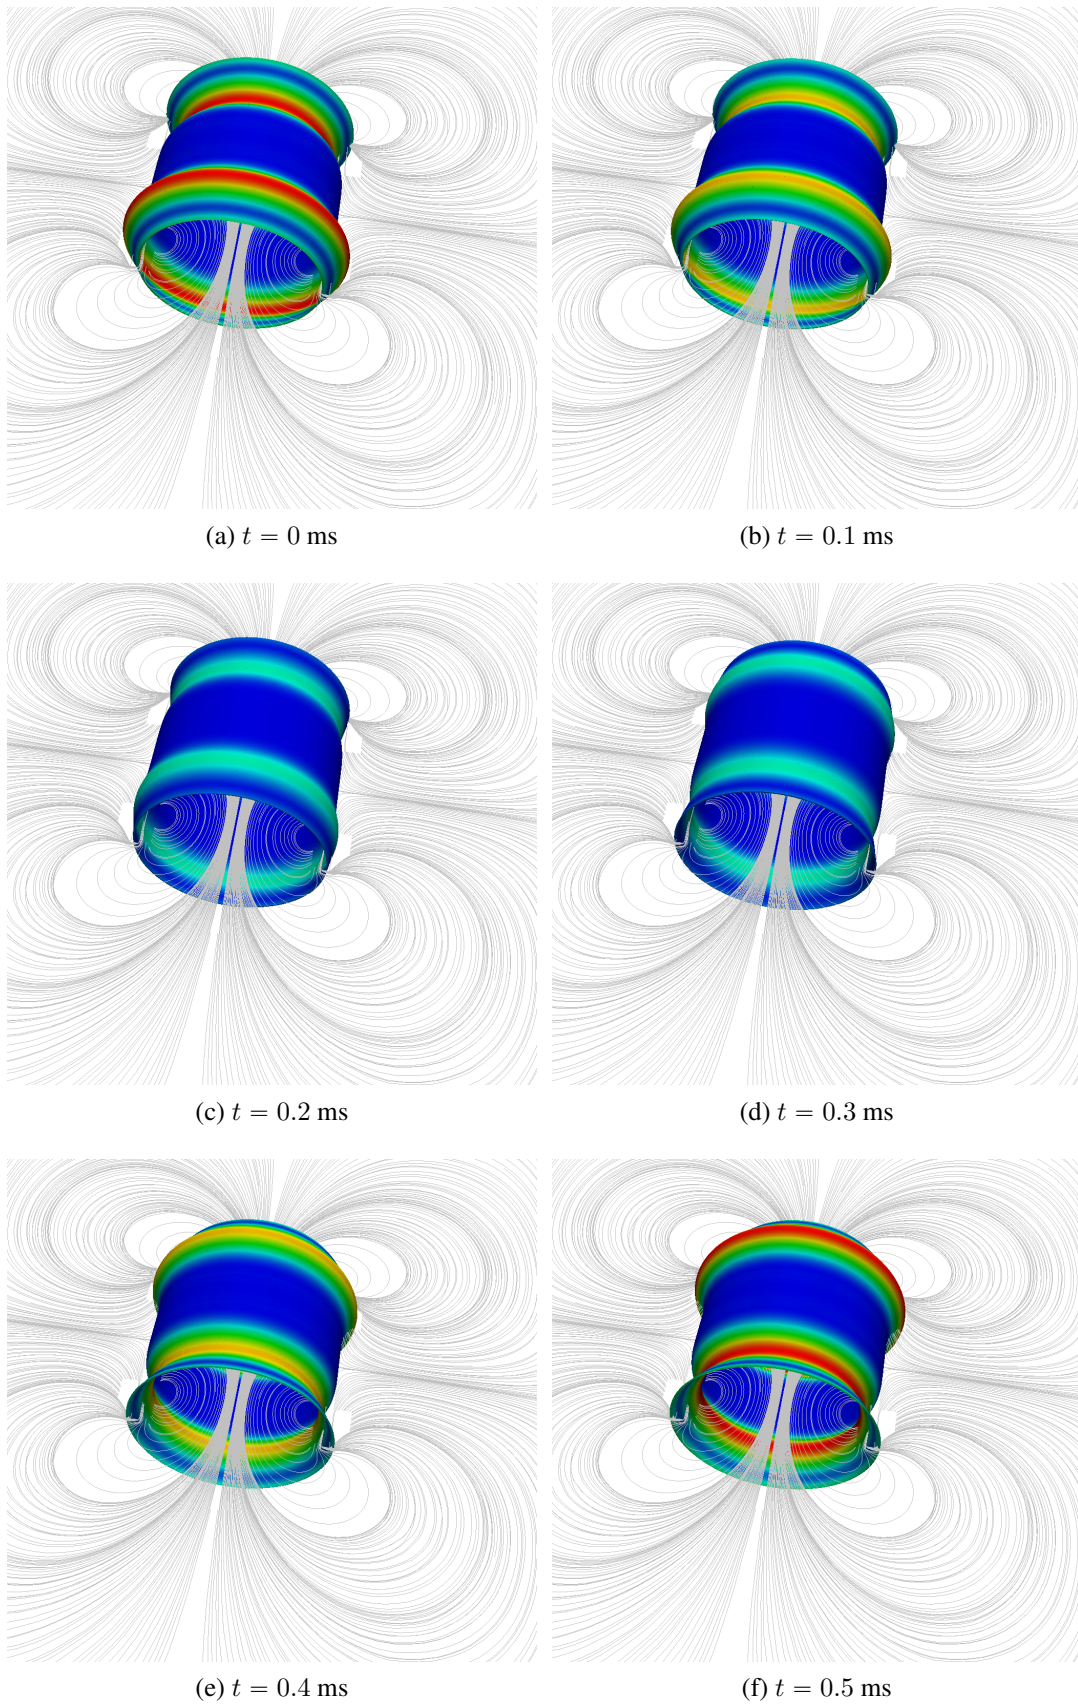 (a) t = 0 ms
(b) t = 0.1 ms
(c) t = 0.2 ms
(d) t = 0.3 ms
(e) t = 0.4 ms
(f) t = 0.5 ms